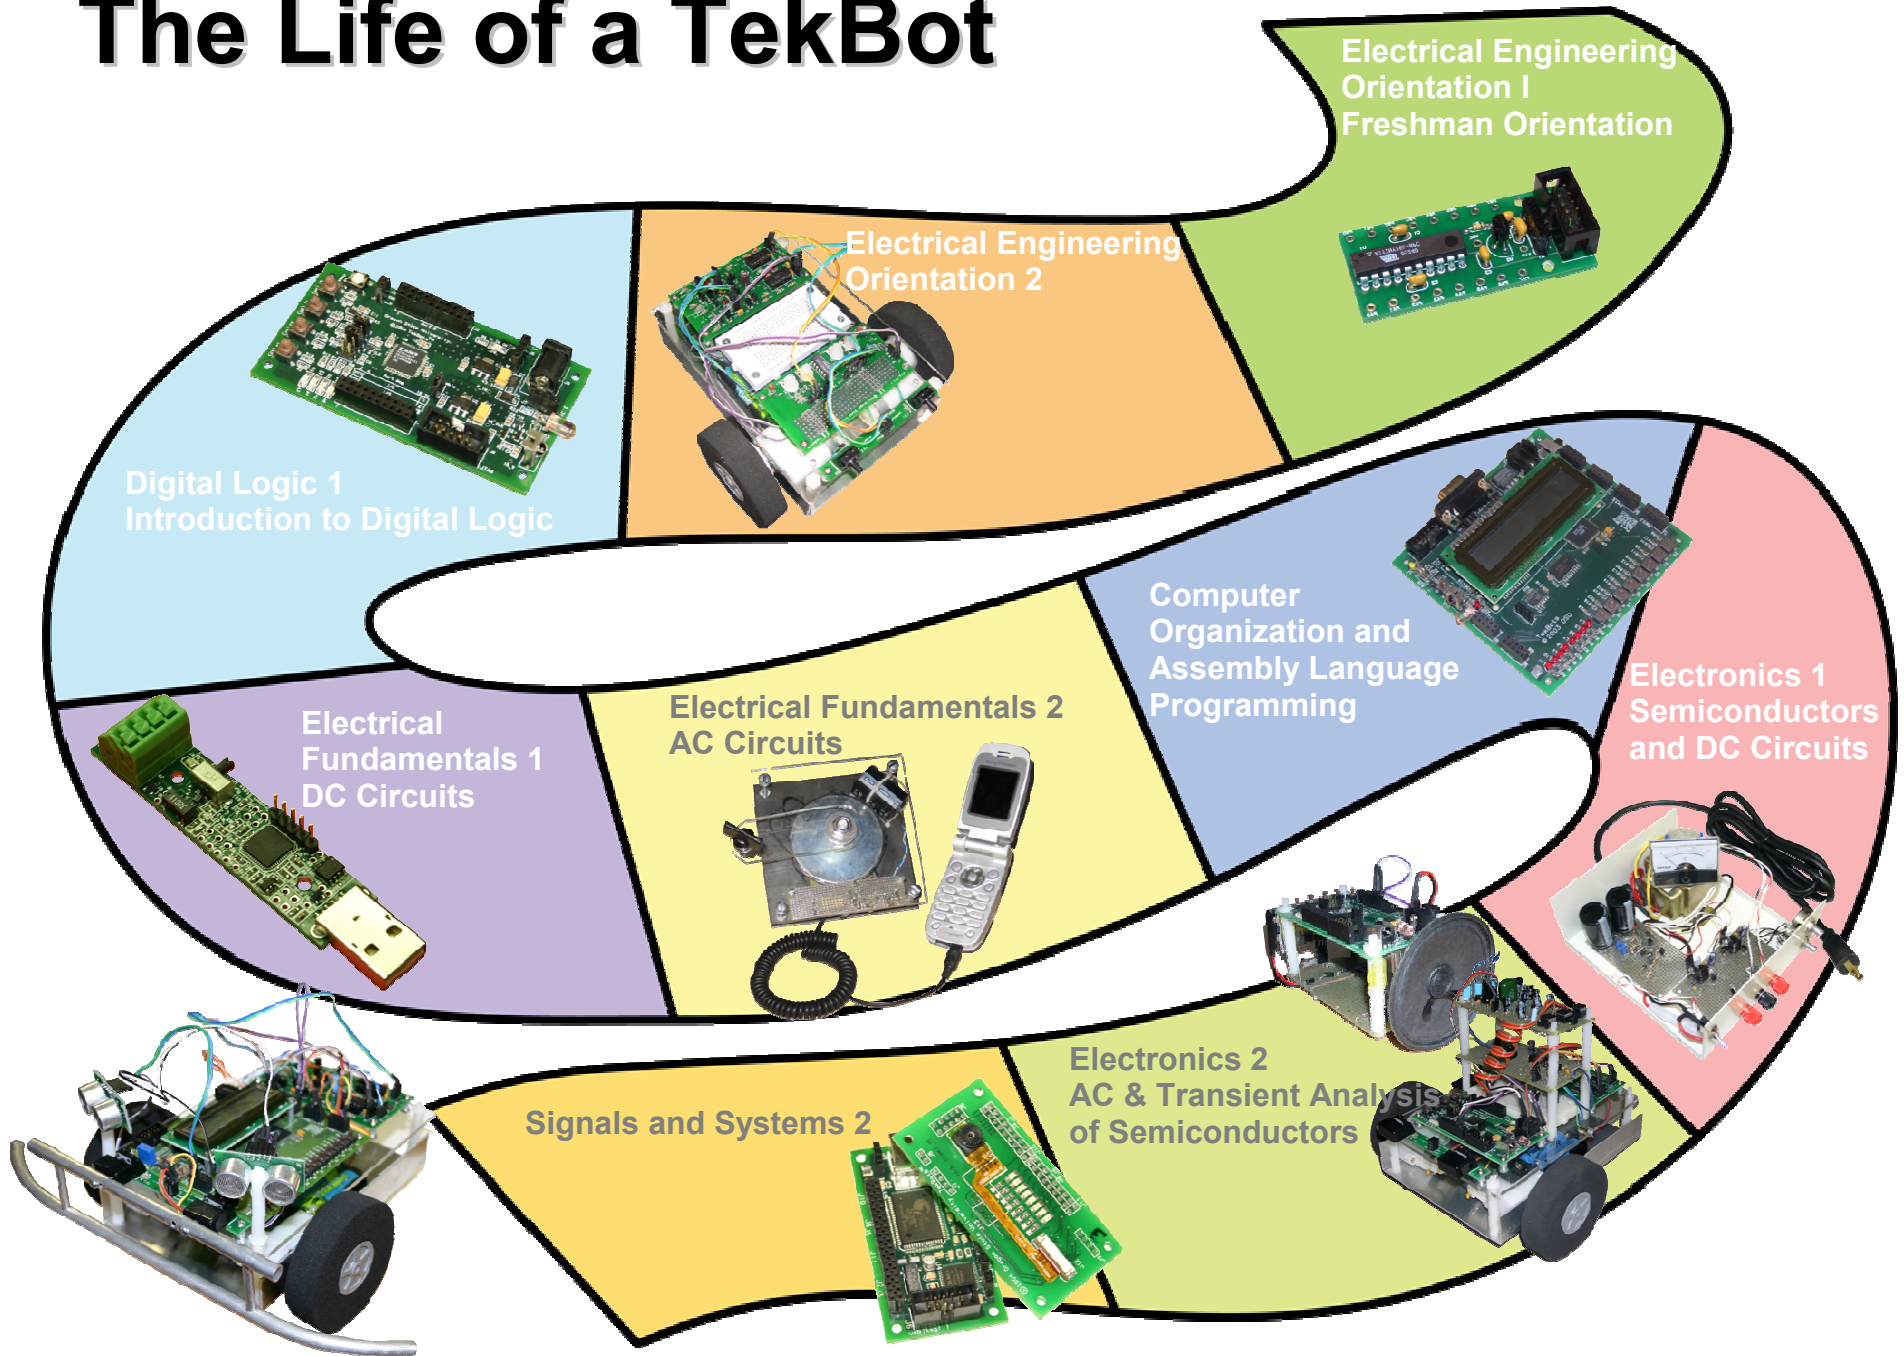 The Life of a TekBot
Electrical Engineering
Orientation I
Freshman Orientation
Electrical Engineering
Orientation 2
Digital Logic 1
Introduction to Digital Logic
Electrical
Fundamentals 1
DC Circuits
Electrical Fundamentals 2
AC Circuits
Computer
Organization and
Assembly Language
Programming
Electronics 1
Semiconductors
and DC Circuits
Electronics 2
AC & Transient Analysis
of Semiconductors
Signals and Systems 2